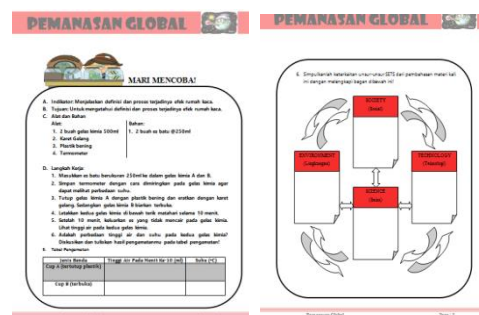 PEMANASAN GLOBAL
MARI MENCOBA!
A. Indikator: Menjelaskan definisi dan proses terjadinya efek rumah kaca.
B. Tujuan: Untuk mengetahui definisi dan proses terjadinya efek rumah kaca.
C. Alat dan Bahan
Alat:
1. 2 buah gelas kimia 500ml
2. Karet Gelang
3. Plastik bening
4. Termometer
Bahan:
1. 2 buah es batu @250ml
D. Langkah Kerja:
1. Masukkan es batu berukuran 250ml ke dalam gelas kimia A dan B.
2. Simpan termometer dengan cara dimiringkan pada gelas kimia agar
dapat melihat perbedaan suhu.
3. Tutup gelas kimia A dengan plastik bening dan eratkan dengan karet
gelang. Sedangkan gelas kimia B biarkan terbuka.
4. Letakkan kedua gelas kimia di bawah terik matahari selama 10 menit.
5. Setelah 10 menit, keluarkan es yang tidak mencair pada gelas kimia.
Lihat tinggi air pada kedua gelas kimia.
6. Adakah perbedaan tinggi air dan suhu pada kedua gelas kimia?
Diskusikan dan tuliskan hasil pengamatanmu pada tabel pengamatan!
E. Tabel Pengamatan
Jenis Benda
Tinggi Air Pada Menit Ke-10 (ml)
Suhu (°C)
Cup A (tertutup plastik)
Cup B (terbuka)
PEMANASAN GLOBAL
6. Simpulkanlah keterkaitan unsur-unsur SETS dari pembahasan materi kali
ini dengan melengkapi bagan dibawah ini!
SOCIETY
(Sosial)
ENVIRONMENT
(Lingkungan)
TECHNOLOGY
(Teknologi)
SCIENCE
(Sains)
Pemanasan Global